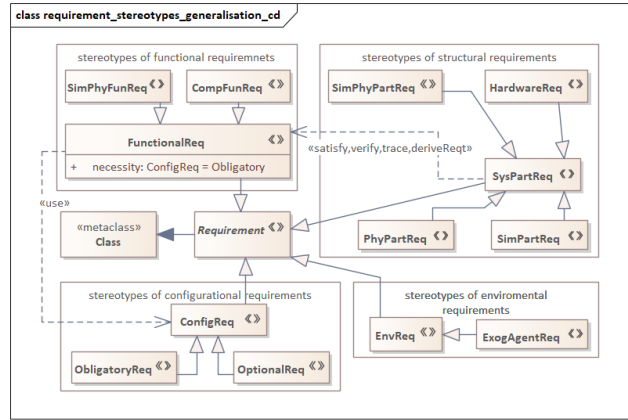 class requirement_stereotypes_generalisation_cd
stereotypes of functional requiremnets
stereotypes of structural requirements
SimPhyFunReq «»
CompFunReq «»
SimPhyPartReq «»
HardwareReq «»
FunctionalReq «»
+ necessity: ConfigReq = Obligatory
«satisfy,verify,trace,deriveReqt»
SysPartReq «»
«use»
«metaclass»
Class
Requirement «»
PhyPartReq «»
SimPartReq «»
stereotypes of configurational requirements
stereotypes of enviromental
requirements
ConfigReq «»
EnvReq «»
ExogAgentReq «»
ObligatoryReq «»
OptionalReq «»